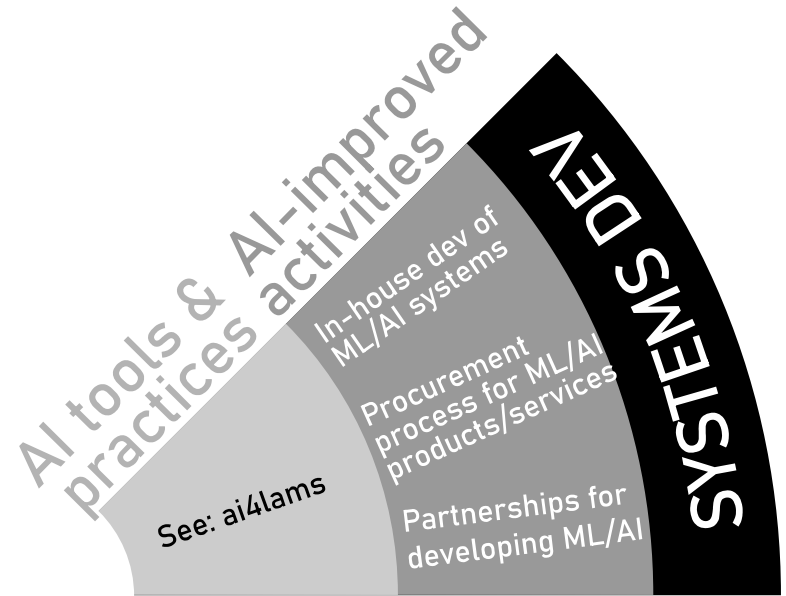 AI tools &
practices
AI-improved
activities
In-house dev of
ML/AI systems
Procurement
process for ML/AI
products/services
Partnerships for
developing ML/AI
See: ai4lams
SYSTEMS DEV